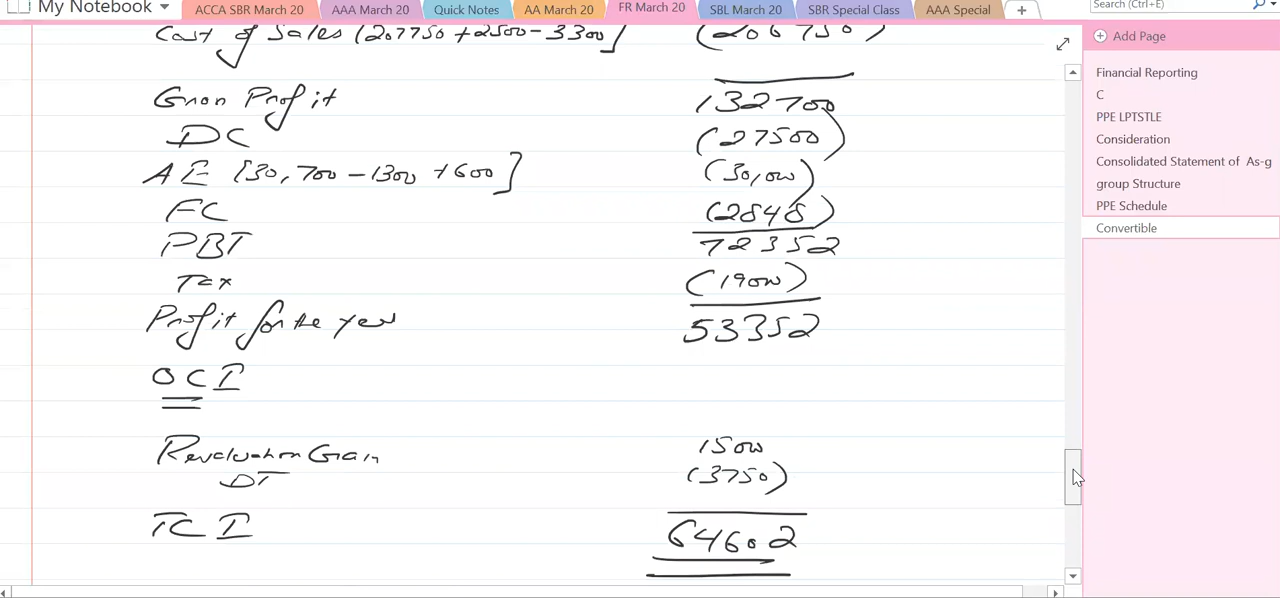 My Notebook
ACCA SBR March 20
AAA March 20
Quick Notes
AA March 20
FR March 20
SBL March 20
SBR Special Class
AAA Special
Search (Ctrl+E)
Add Page
Financial Reporting
C
PPE LPTSTLE
Consideration
Consolidated Statement of As-g
group Structure
PPE Schedule
Convertible
Cost of Sales [207750 + 2500 - 3300] (206750)
Gross Profit 132700
DC (27500)
AE [30,700 - 1300 + 600] (30,000)
FC (2848)
PBT 72352
Tax (19000)
Profit for the year 53352
OCI
Revaluation Gain 15000
DT (3750)
TCI 64602